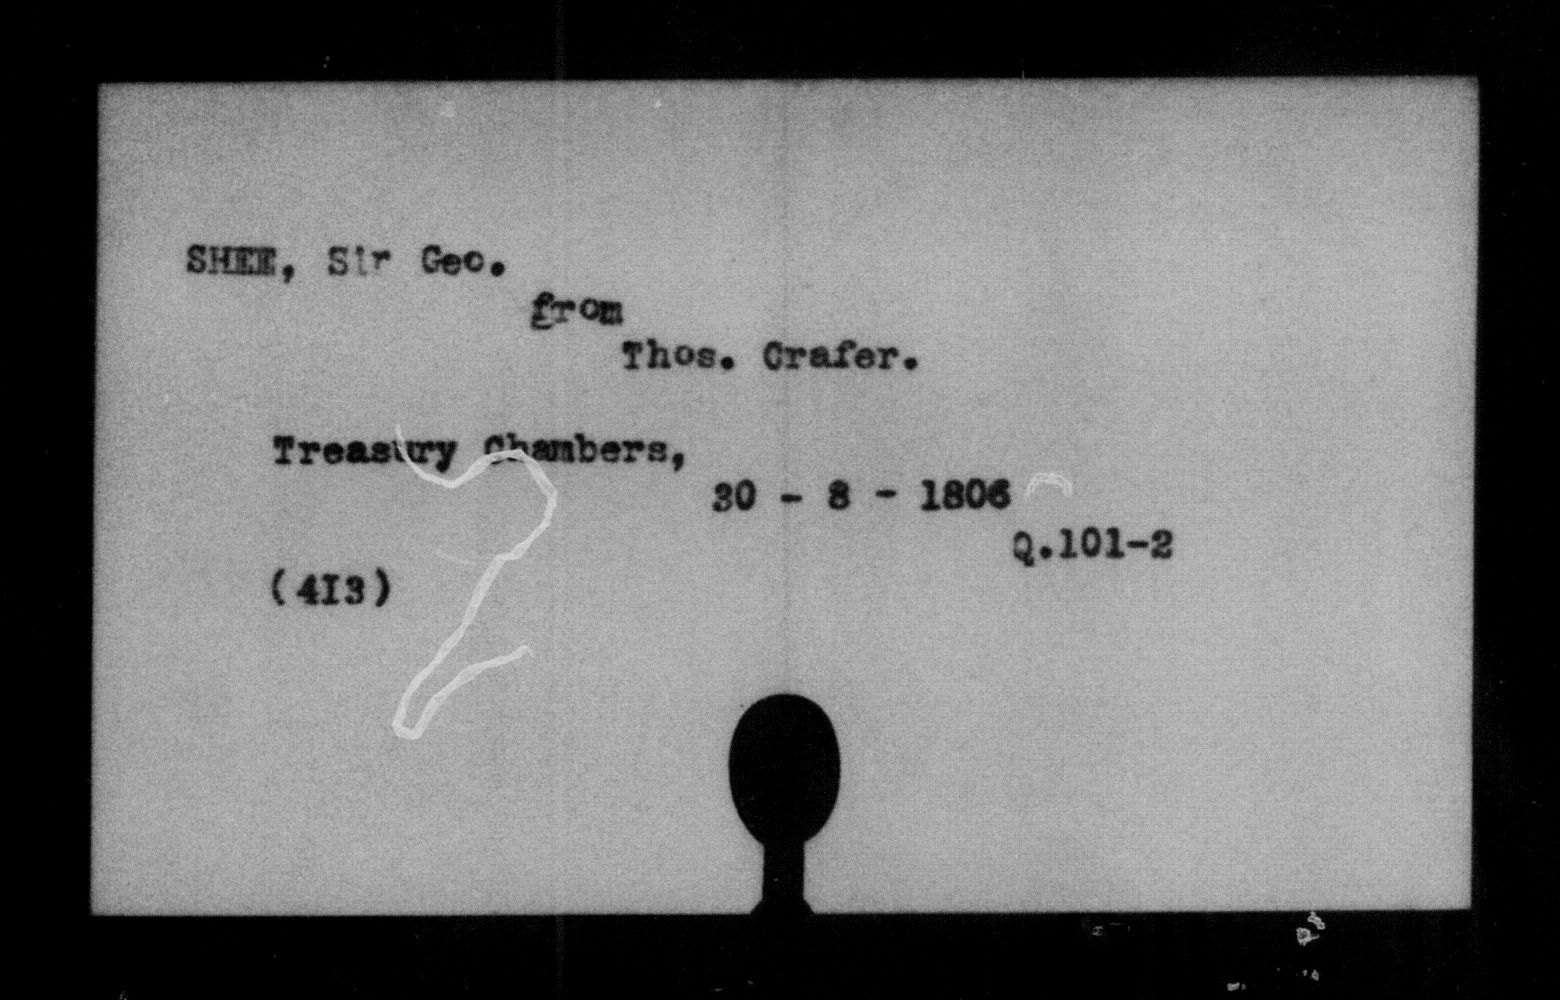 SHEE, Sir Geo.
from
Thos. Crafer.
Treasury Chambers,
30 - 8 - 1806
Q.101-2
(4I3)